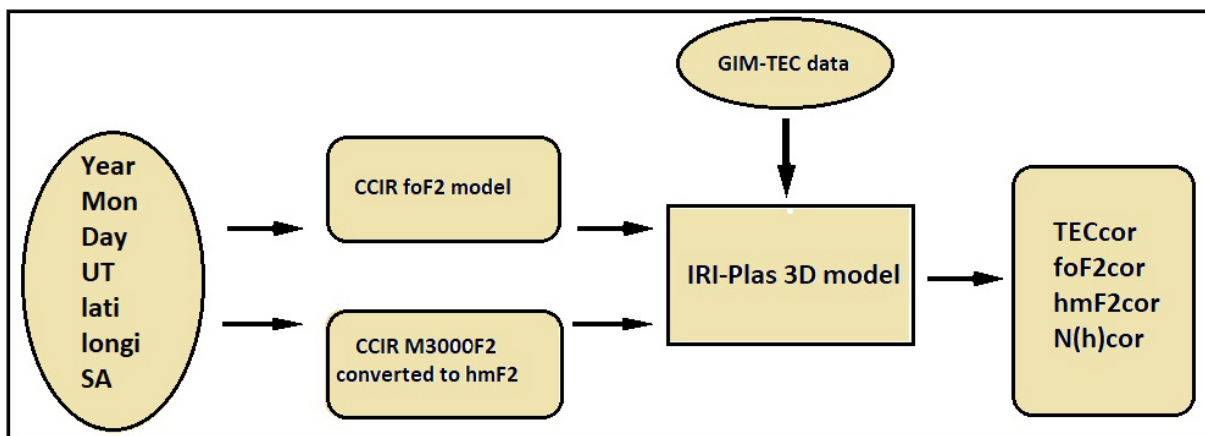 GIM-TEC data
Year
Mon
Day
UT
lati
longi
SA
CCIR foF2 model
CCIR M3000F2
converted to hmF2
IRI-Plas 3D model
TECcor
foF2cor
hmF2cor
N(h)cor